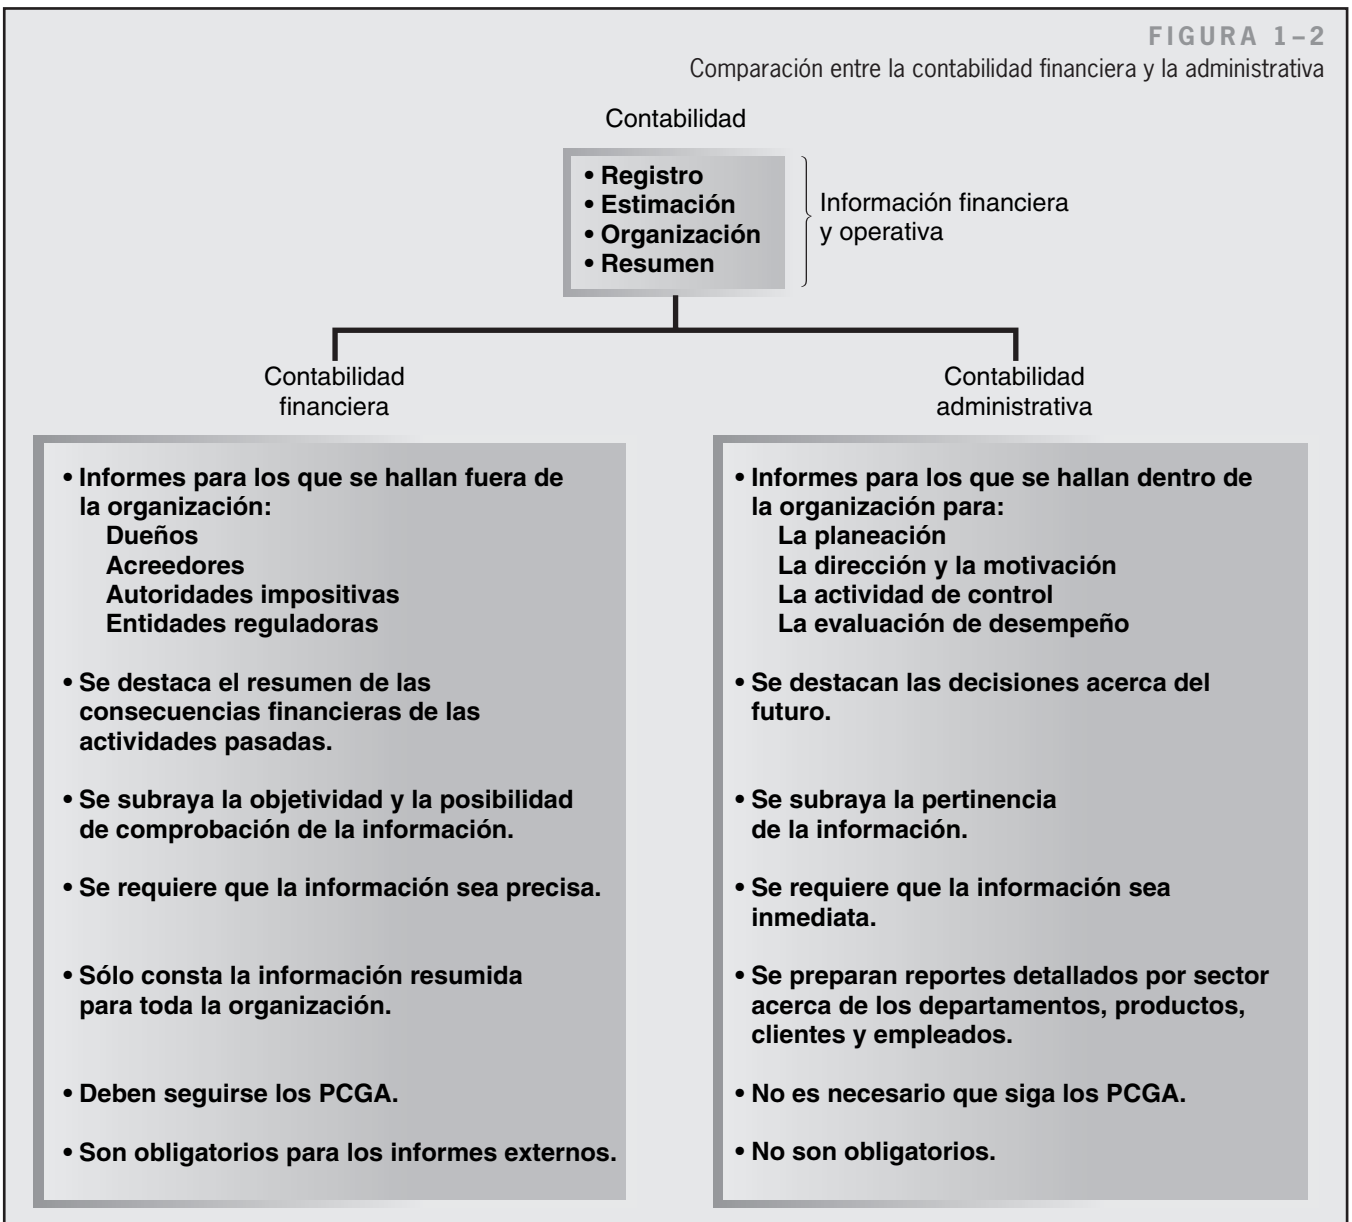 FIGURA 1–2
Comparación entre la contabilidad financiera y la administrativa
Contabilidad
• Registro
• Estimación
• Organización
• Resumen
Información financiera
y operativa
Contabilidad
financiera
• Informes para los que se hallan fuera de
la organización:
Dueños
Acreedores
Autoridades impositivas
Entidades reguladoras
• Se destaca el resumen de las
consecuencias financieras de las
actividades pasadas.
• Se subraya la objetividad y la posibilidad
de comprobación de la información.
• Se requiere que la información sea precisa.
• Sólo consta la información resumida
para toda la organización.
• Deben seguirse los PCGA.
• Son obligatorios para los informes externos.
Contabilidad
administrativa
• Informes para los que se hallan dentro de
la organización para:
La planeación
La dirección y la motivación
La actividad de control
La evaluación de desempeño
• Se destacan las decisiones acerca del
futuro.
• Se subraya la pertinencia
de la información.
• Se requiere que la información sea
inmediata.
• Se preparan reportes detallados por sector
acerca de los departamentos, productos,
clientes y empleados.
• No es necesario que siga los PCGA.
• No son obligatorios.